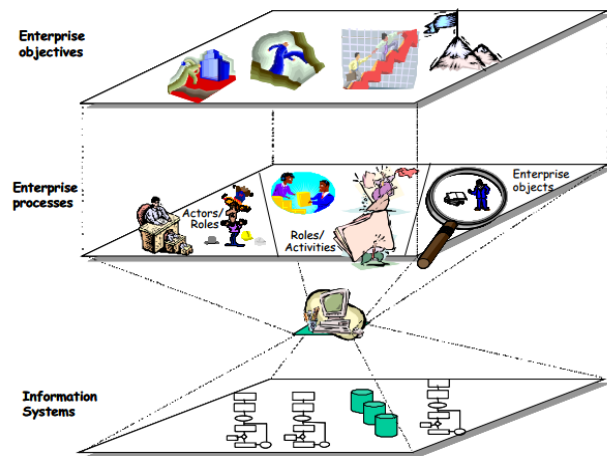 Enterprise
objectives
Enterprise
processes
Actors/
Roles
Roles/
Activities
Enterprise
objects
Information
Systems